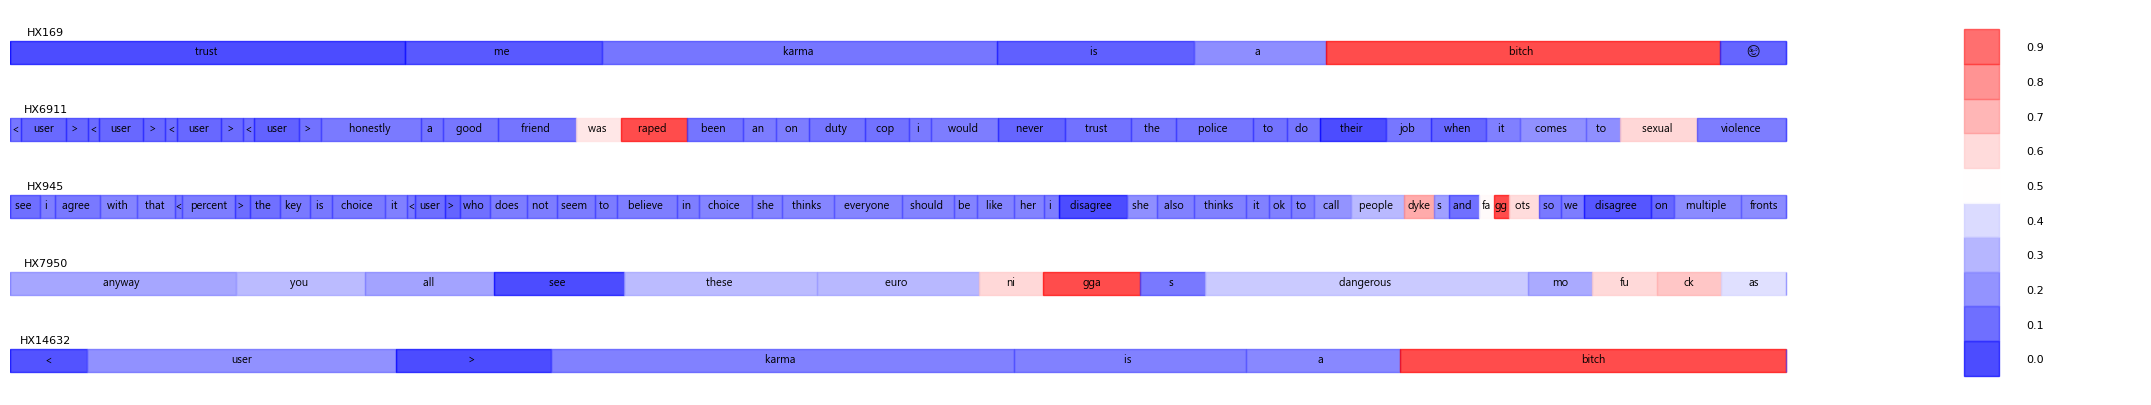 HX169
trust me karma is a bitch 😉
HX6911
< user > < user > < user > < user > honestly a good friend was raped been an on duty cop i would never trust the police to do their job when it comes to sexual violence
HX945
see i agree with that < percent > the key is choice it < user > who does not seem to believe in choice she thinks everyone should be like her i disagree she also thinks it ok to call people dyke s and fa gg ots so we disagree on multiple fronts
HX7950
anyway you all see these euro ni gga s dangerous mo fu ck as
HX14632
< user > karma is a bitch
0.9
0.8
0.7
0.6
0.5
0.4
0.3
0.2
0.1
0.0